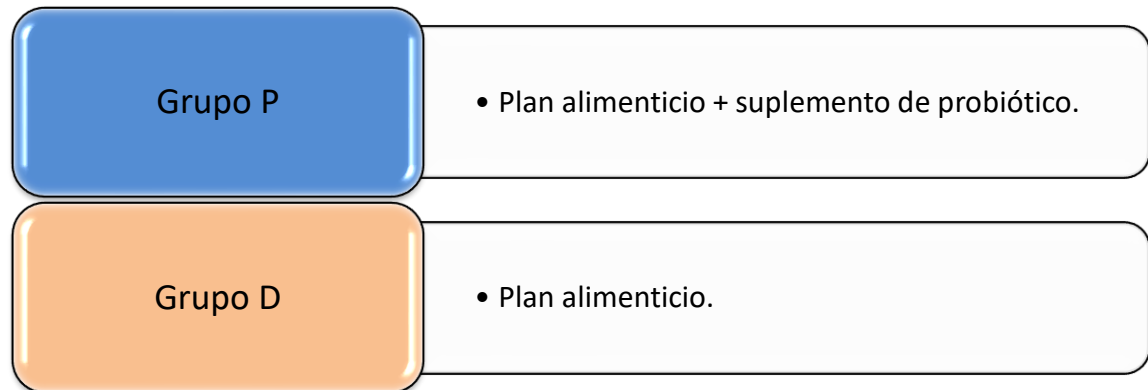 Grupo P
• Plan alimenticio + suplemento de probiótico.
Grupo D
• Plan alimenticio.